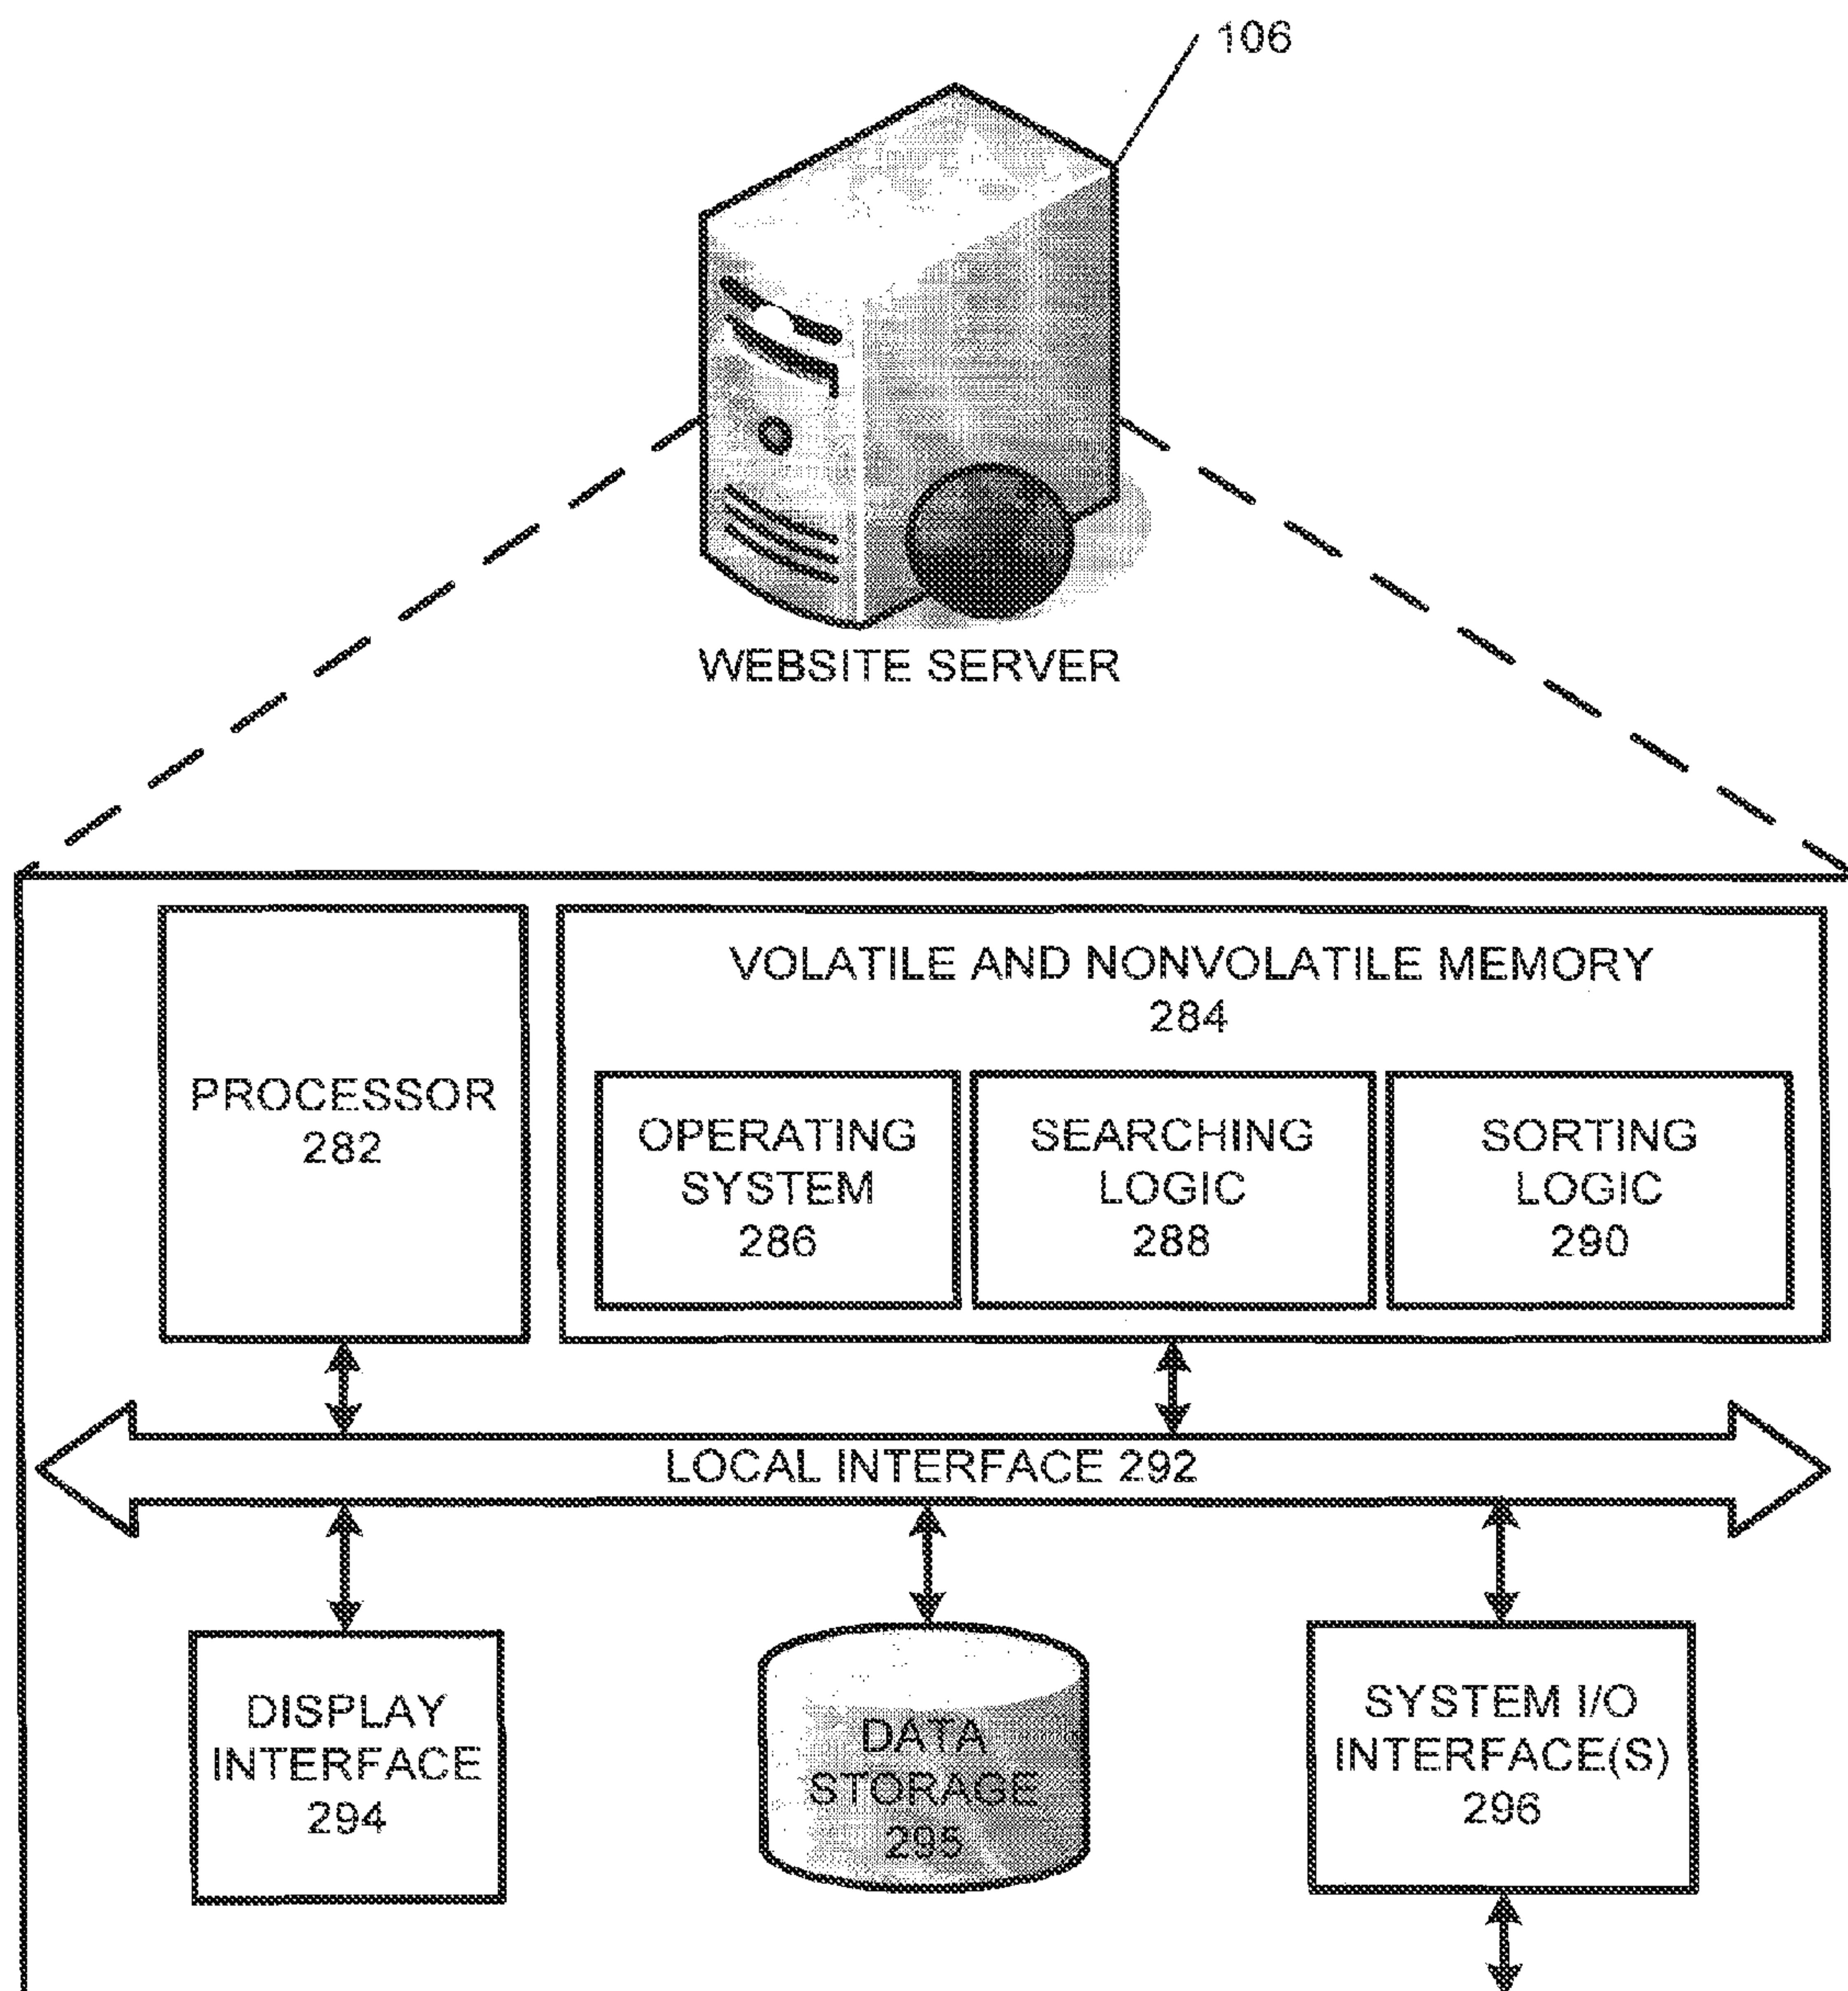 106
WEBSITE SERVER
VOLATILE AND NONVOLATILE MEMORY
284
PROCESSOR
282
OPERATING
SYSTEM
286
SEARCHING
LOGIC
288
SORTING
LOGIC
290
LOCAL INTERFACE 292
DISPLAY
INTERFACE
294
DATA
STORAGE
295
SYSTEM I/O
INTERFACE(S)
296